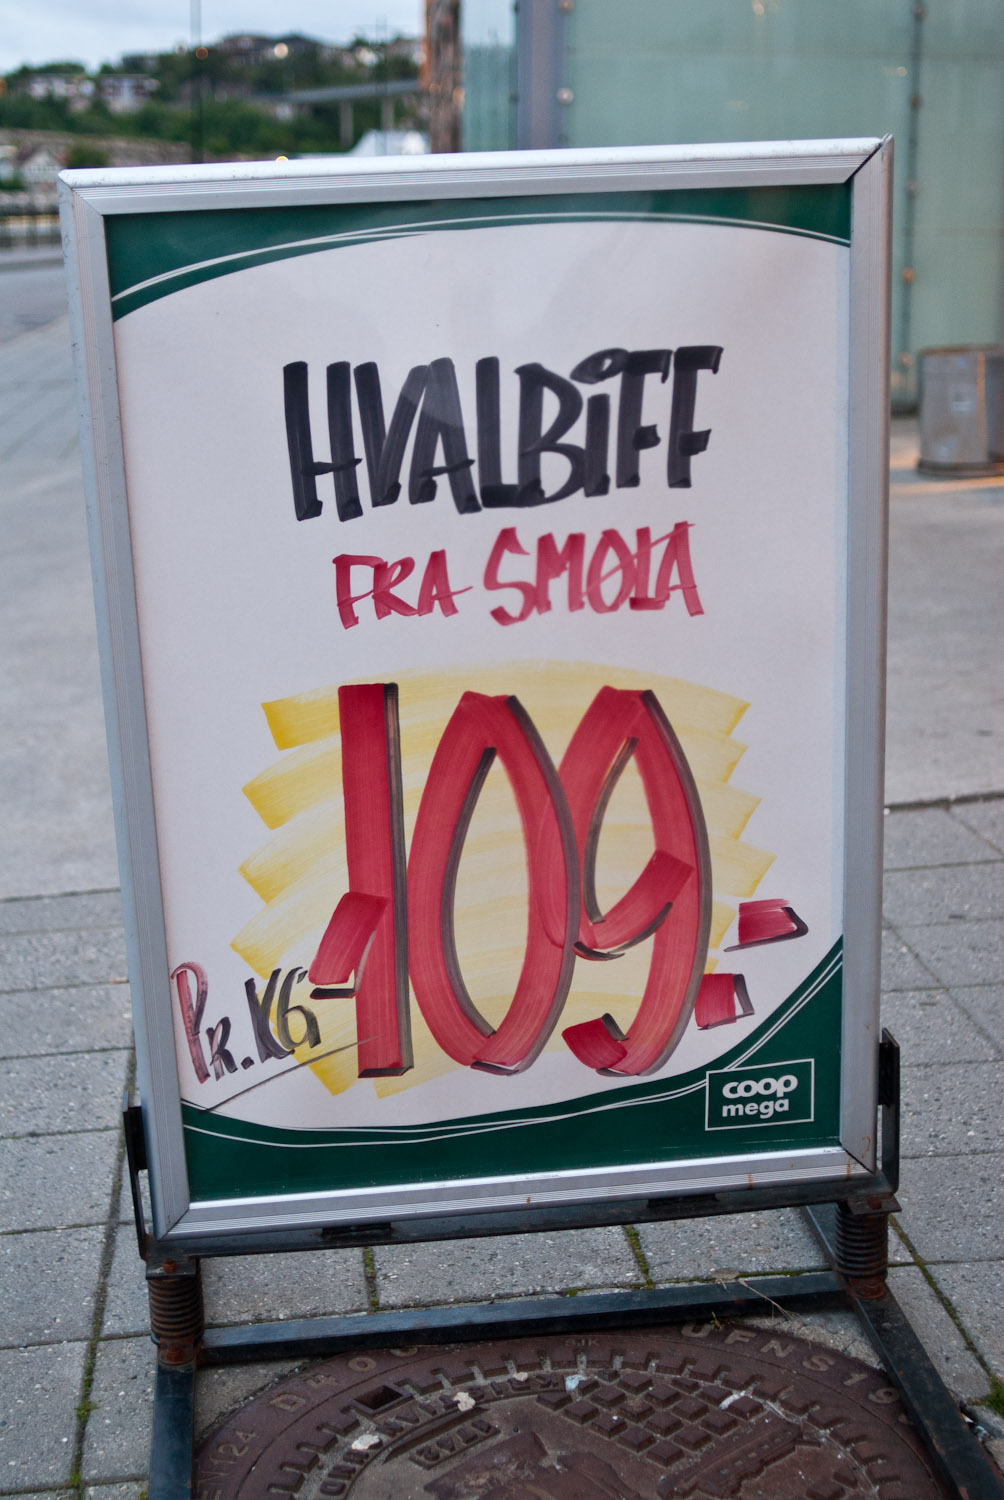 HVALBIFF
FRA SMØLA
109.-
PR. KG
coop
mega